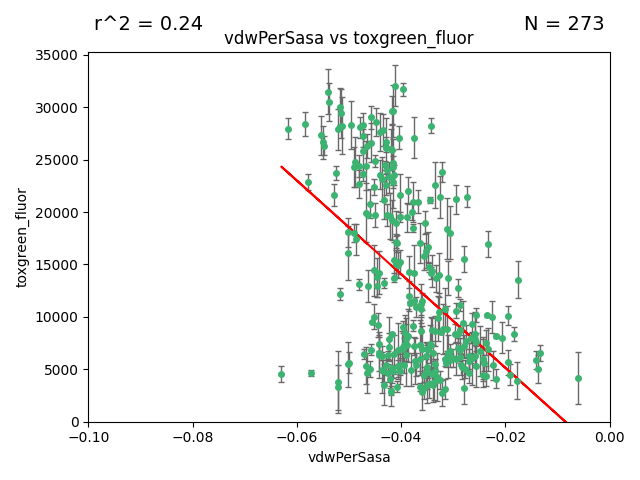 r^2 = 0.24
N = 273
vdwPerSasa vs toxgreen_fluor
35000
30000
25000
20000
15000
10000
5000
0
toxgreen_fluor
−0.10
−0.08
−0.06
−0.04
−0.02
0.00
vdwPerSasa